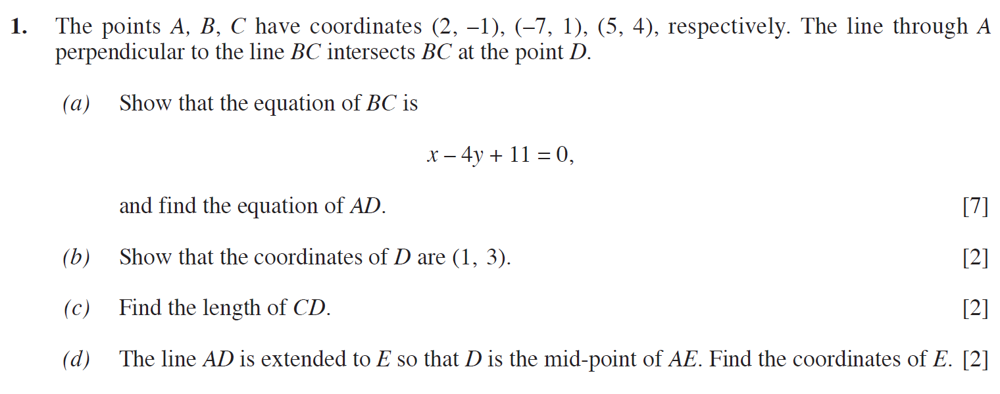 1. The points A, B, C have coordinates (2, –1), (–7, 1), (5, 4), respectively. The line through A
perpendicular to the line BC intersects BC at the point D.
(a) Show that the equation of BC is
x – 4y + 11 = 0,
and find the equation of AD. [7]
(b) Show that the coordinates of D are (1, 3). [2]
(c) Find the length of CD. [2]
(d) The line AD is extended to E so that D is the mid-point of AE. Find the coordinates of E. [2]